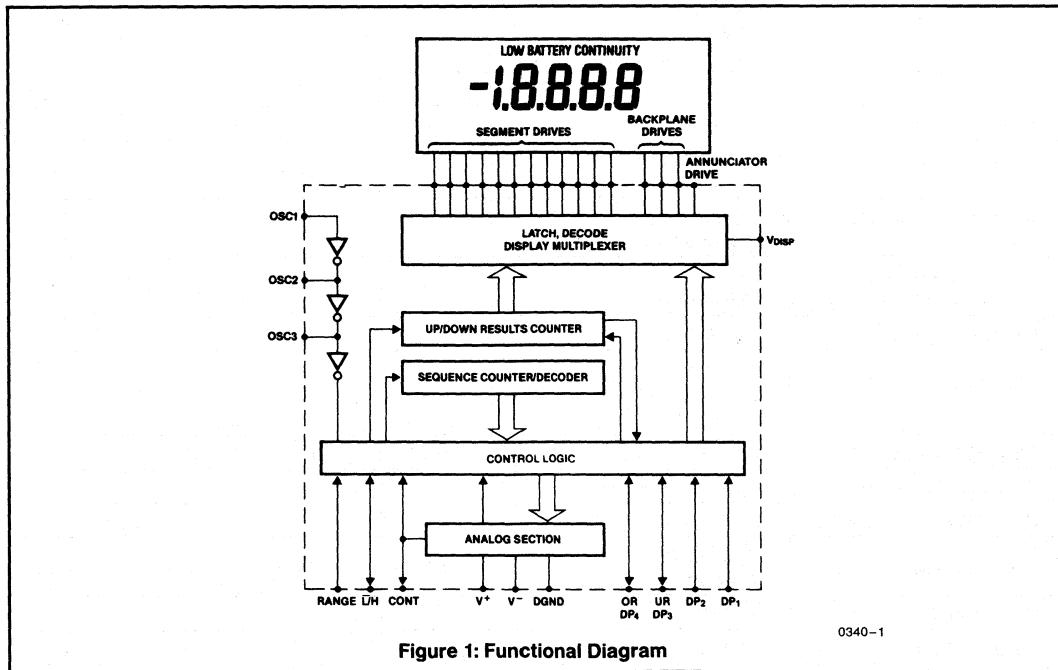 LOW BATTERY CONTINUITY
-1.8.8.8.8
SEGMENT DRIVES
BACKPLANE
DRIVES
ANNUNCIATOR
DRIVE
OSC1
LATCH, DECODE
DISPLAY MULTIPLEXER
VDISP
OSC2
UP/DOWN RESULTS COUNTER
OSC3
SEQUENCE COUNTER/DECODER
CONTROL LOGIC
ANALOG SECTION
RANGE L̅/H CONT V+ V− DGND OR UR DP2 DP1
DP4 DP3
0340–1
Figure 1: Functional Diagram